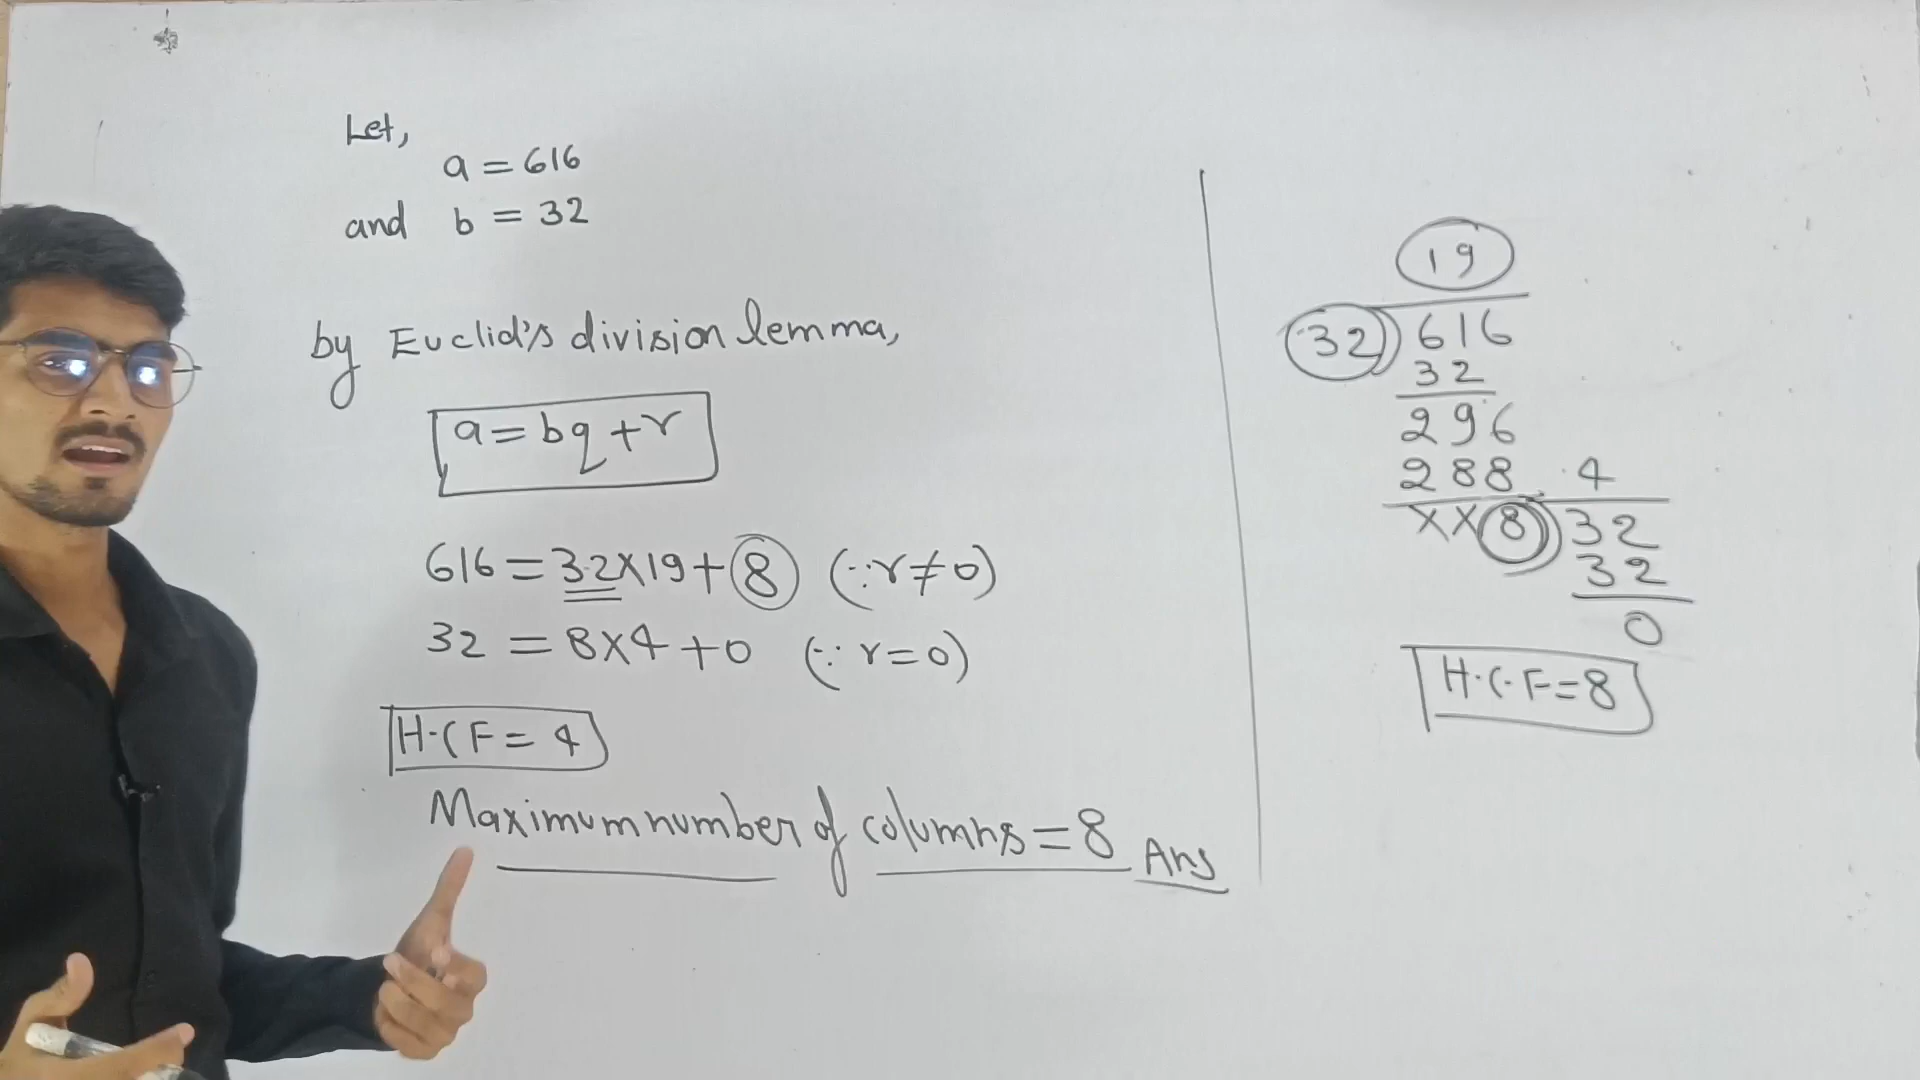 Let,
a = 616
and b = 32
by Euclid's division lemma,
a = bq + r
616 = 32×19 + 8 (∵ r ≠ 0)
32 = 8×4 + 0 (∵ r = 0)
H.C F = 4
Maximum number of columns = 8 Ans
19
32) 616
32
296
288 4
××8) 32
32
0
H.C.F = 8